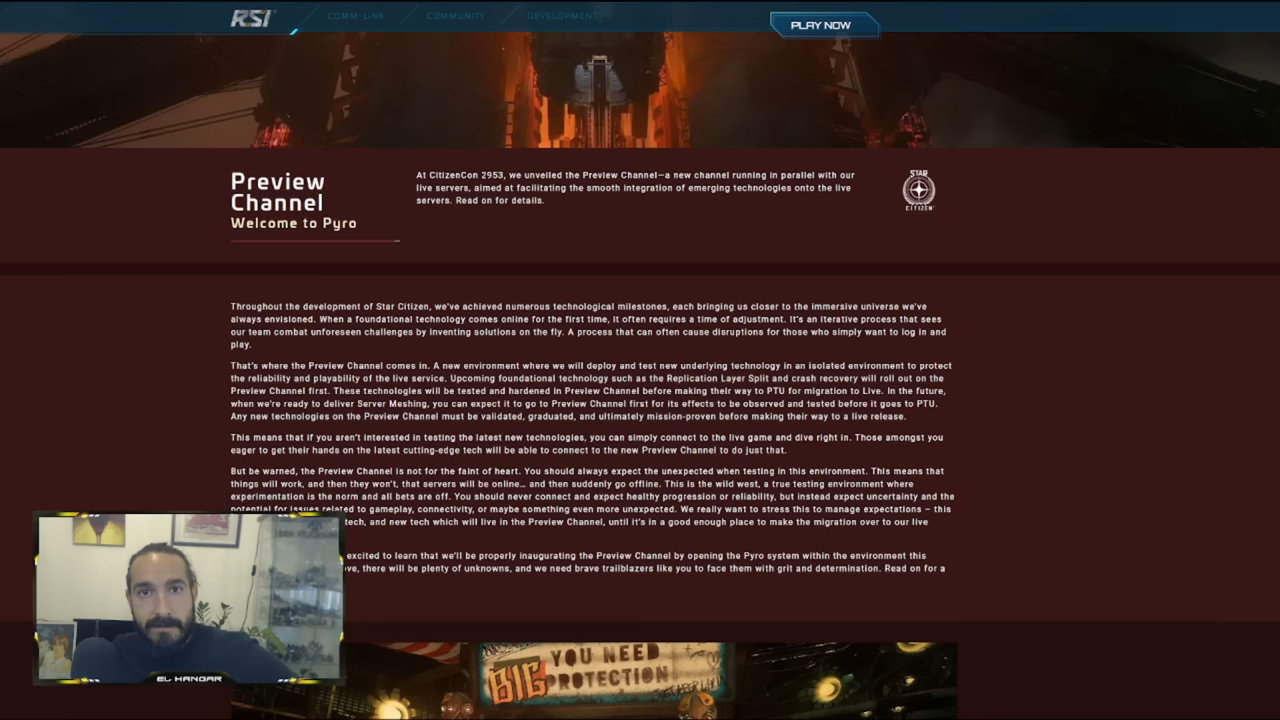 RSI
COMM-LINK
COMMUNITY
DEVELOPMENT
PLAY NOW
Preview
Channel
Welcome to Pyro
At CitizenCon 2953, we unveiled the Preview Channel—a new channel running in parallel with our
live servers, aimed at facilitating the smooth integration of emerging technologies onto the live
servers. Read on for details.
STAR
CITIZEN
Throughout the development of Star Citizen, we've achieved numerous technological milestones, each bringing us closer to the immersive universe we've
always envisioned. When a foundational technology comes online for the first time, it often requires a time of adjustment. It's an iterative process that sees
our team combat unforeseen challenges by inventing solutions on the fly. A process that can often cause disruptions for those who simply want to log in and
play.
That's where the Preview Channel comes in. A new environment where we will deploy and test new underlying technology in an isolated environment to protect
the reliability and playability of the live service. Upcoming foundational technology such as the Replication Layer Split and crash recovery will roll out on the
Preview Channel first. These technologies will be tested and hardened in Preview Channel before making their way to PTU for migration to Live. In the future,
when we're ready to deliver Server Meshing, you can expect it to go to Preview Channel first for its effects to be observed and tested before it goes to PTU.
Any new technologies on the Preview Channel must be validated, graduated, and ultimately mission-proven before making their way to a live release.
This means that if you aren't interested in testing the latest new technologies, you can simply connect to the live game and dive right in. Those amongst you
eager to get their hands on the latest cutting-edge tech will be able to connect to the new Preview Channel to do just that.
But be warned, the Preview Channel is not for the faint of heart. You should always expect the unexpected when testing in this environment. This means that
things will work, and then they won't, that servers will be online... and then suddenly go offline. This is the wild west, a true testing environment where
experimentation is the norm and all bets are off. You should never connect and expect healthy progression or reliability, but instead expect uncertainty and the
potential for issues related to gameplay, connectivity, or maybe something even more unexpected. We really want to stress this to manage expectations – this
tech, and new tech which will live in the Preview Channel, until it's in a good enough place to make the migration over to our live
excited to learn that we'll be properly inaugurating the Preview Channel by opening the Pyro system within the environment this
ve, there will be plenty of unknowns, and we need brave trailblazers like you to face them with grit and determination. Read on for a
EL HANGAR
YOU NEED
BTG PROTECTION